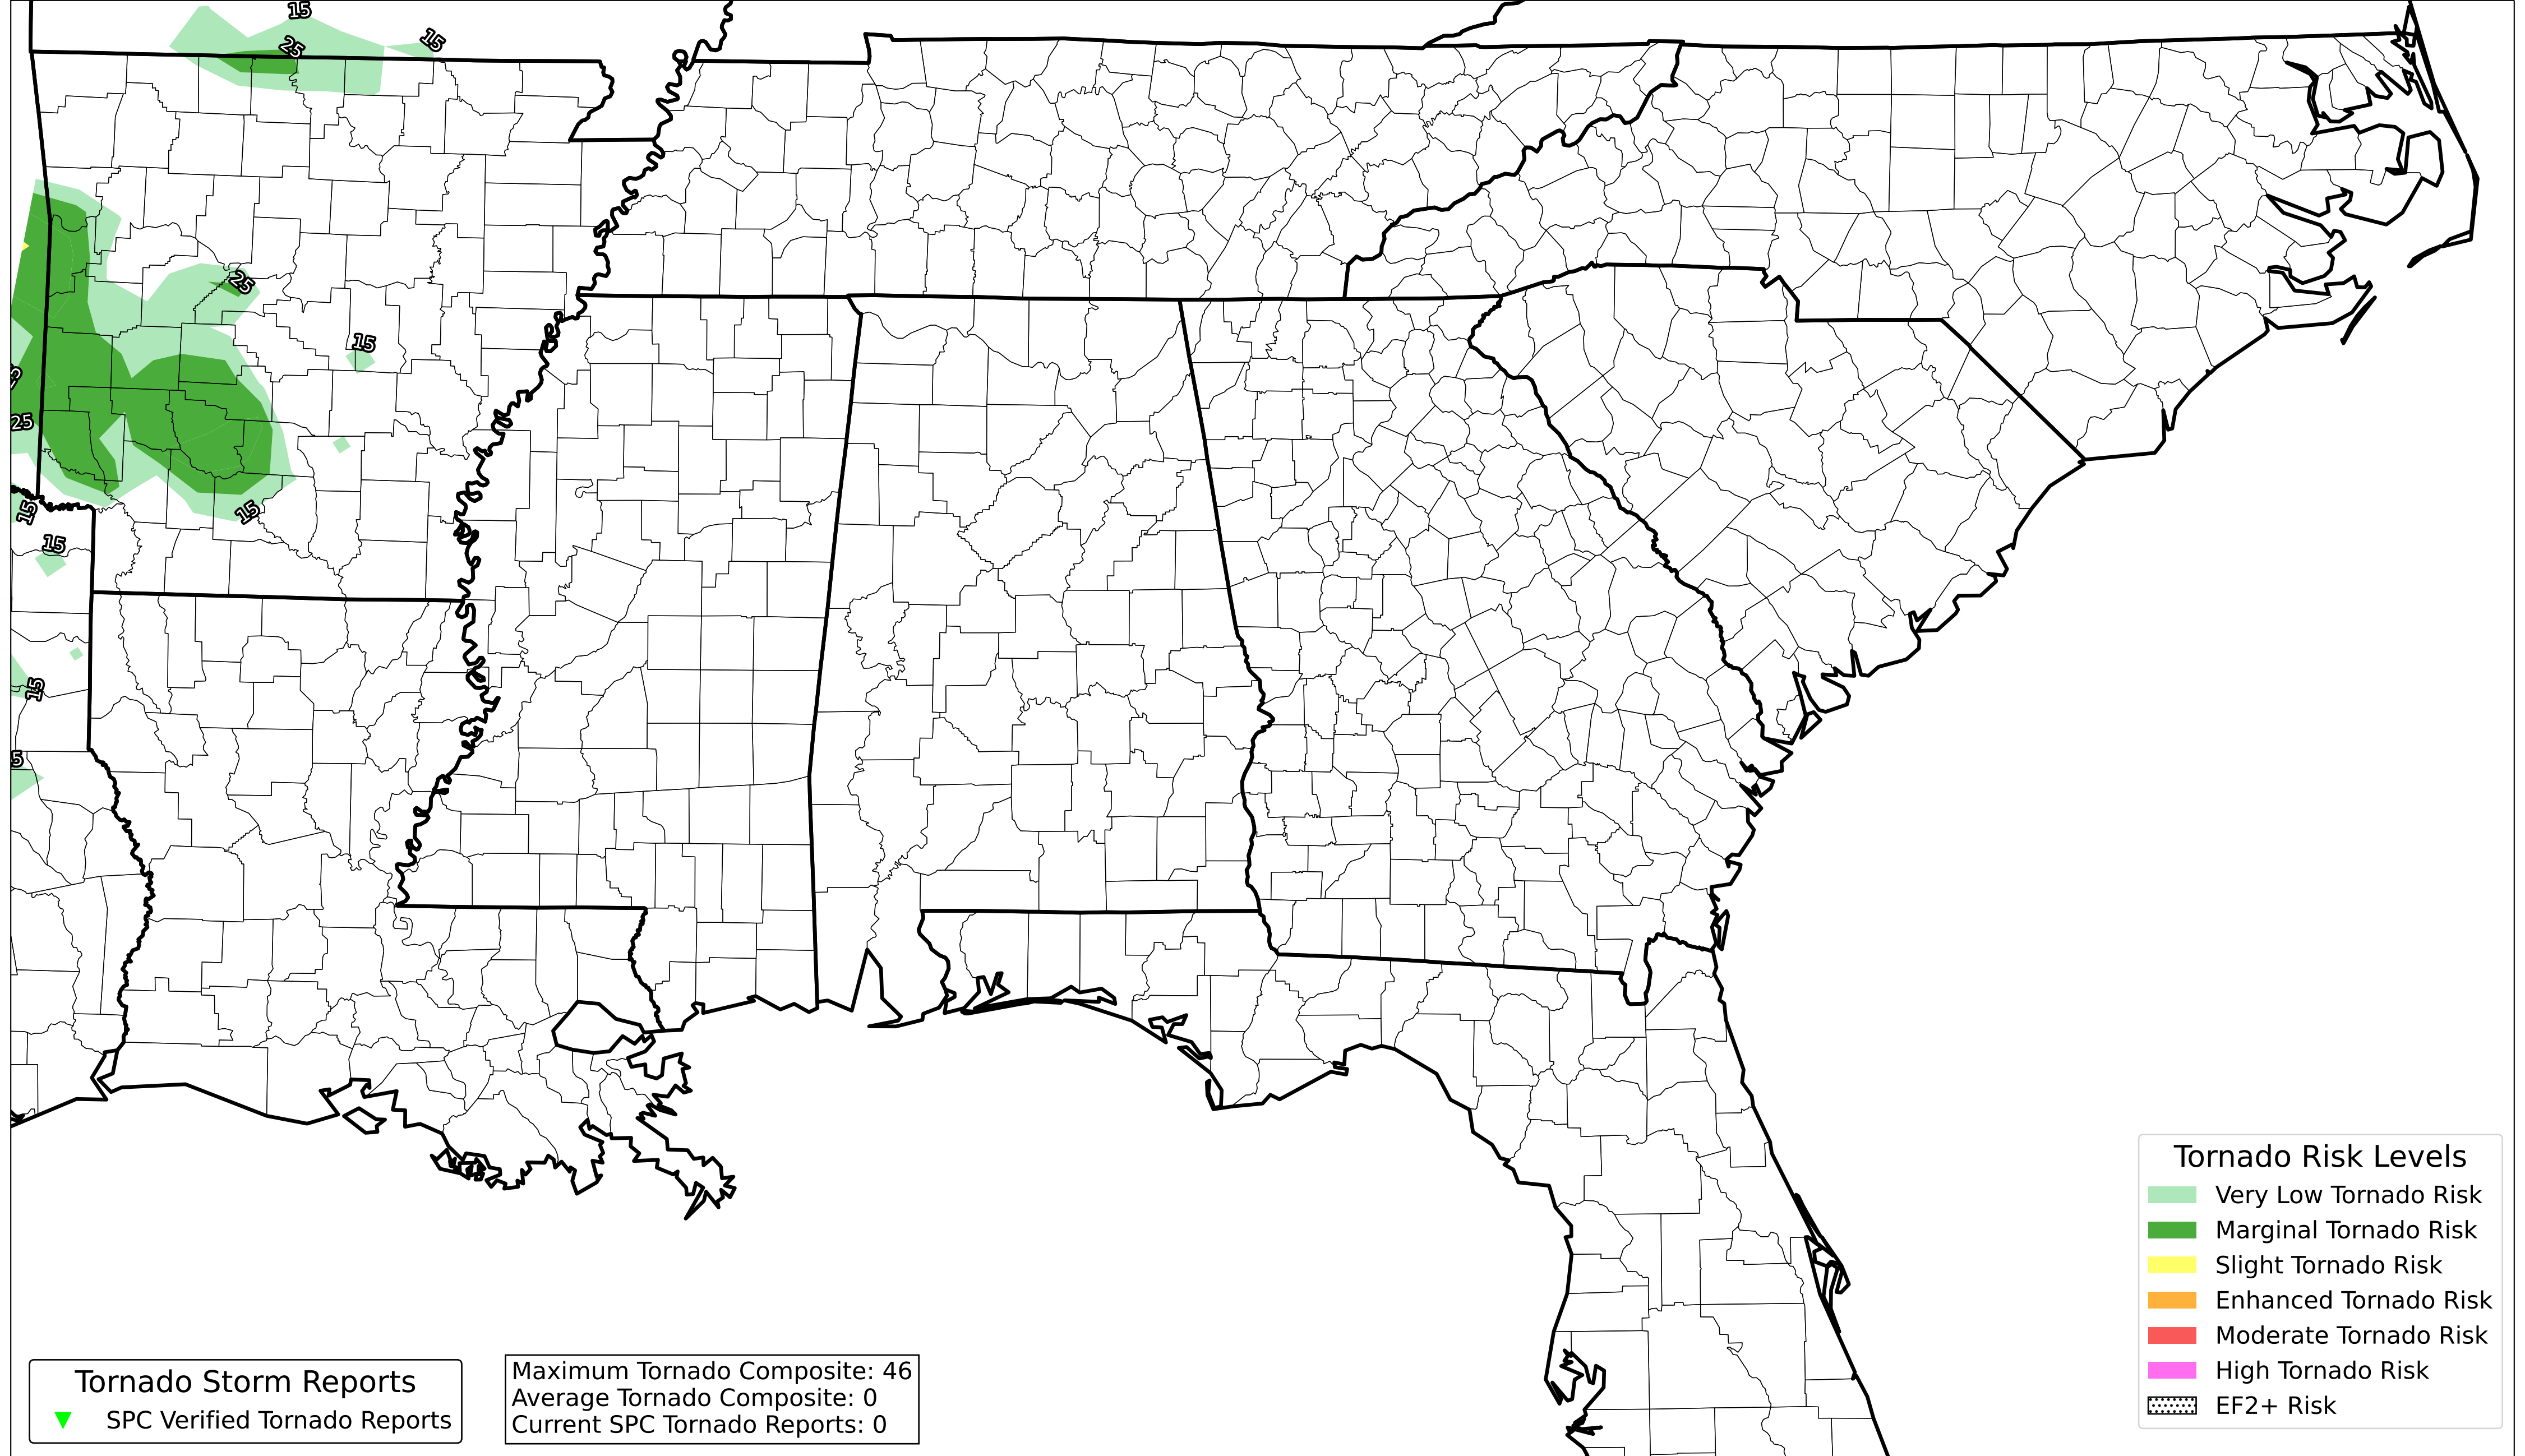 15
25
15
25
15
25
15
15
15
15
5
Tornado Risk Levels
Very Low Tornado Risk
Marginal Tornado Risk
Slight Tornado Risk
Enhanced Tornado Risk
Moderate Tornado Risk
High Tornado Risk
EF2+ Risk
Tornado Storm Reports
SPC Verified Tornado Reports
Maximum Tornado Composite: 46
Average Tornado Composite: 0
Current SPC Tornado Reports: 0